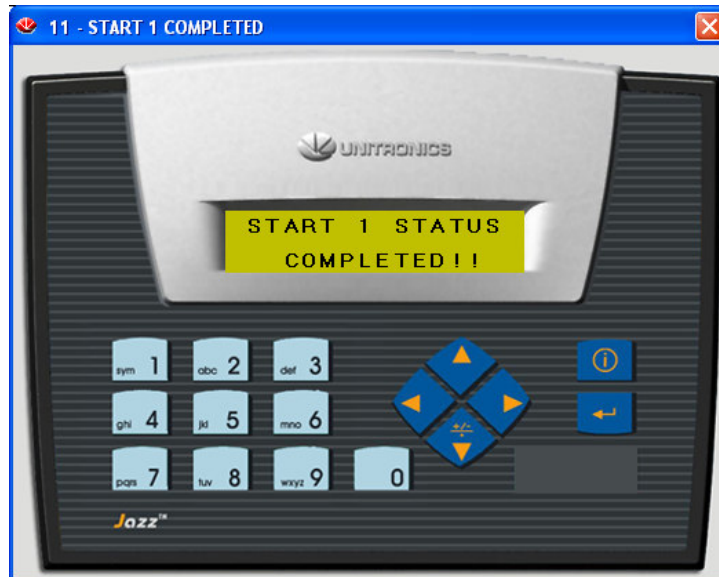 11 - START 1 COMPLETED
UNITRONICS
START 1 STATUS
COMPLETED!!
sym 1 abc 2 def 3
ghi 4 jkl 5 mno 6
+/-
pqrs 7 tuv 8 wxyz 9 0
Jazz™